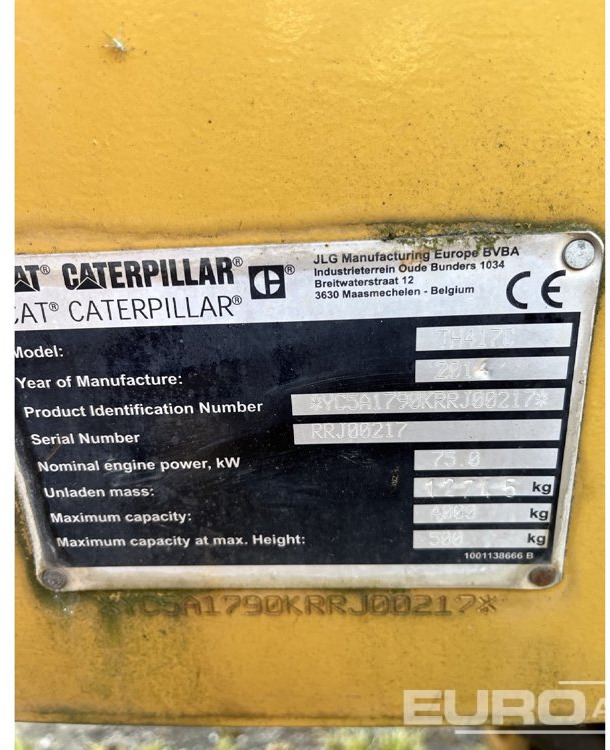 CAT® CATERPILLAR® ®
CAT® CATERPILLAR®
JLG Manufacturing Europe BVBA
Industrieterrein Oude Bunders 1034
Breitwaterstraat 12
3630 Maasmechelen - Belgium
CE
Model: TH417C
Year of Manufacture: 2014
Product Identification Number *YC5A1790KRRJ00217*
Serial Number RRJ00217
Nominal engine power, kW 75.0
Unladen mass: kg
Maximum capacity: 4000 kg
Maximum capacity at max. Height: 500 kg
1001138666 B
*YC5A1790KRRJ00217*
EURO